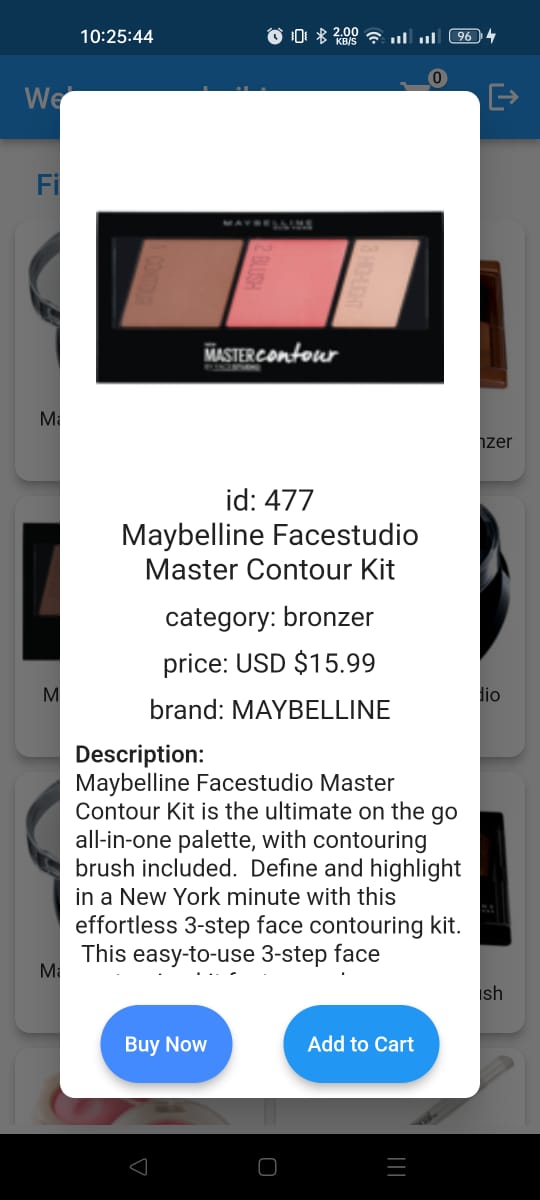 10:25:44
2.00
KB/S
96
We
0
Fi
MAYBELLINE
NEW YORK
1 CONTOUR
2 BLUSH
3 HIGHLIGHT
MASTER contour
id: 477
Maybelline Facestudio
Master Contour Kit
category: bronzer
price: USD $15.99
brand: MAYBELLINE
Description:
Maybelline Facestudio Master
Contour Kit is the ultimate on the go
all-in-one palette, with contouring
brush included.  Define and highlight
in a New York minute with this
effortless 3-step face contouring kit.
This easy-to-use 3-step face
Ma
nzer
M
dio
Ma
ush
Buy Now
Add to Cart